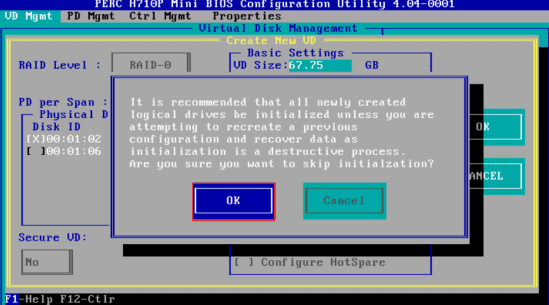 PERC H710P Mini BIOS Configuration Utility 4.04-0001
VD Mgmt PD Mgmt Ctrl Mgmt Properties
Virtual Disk Management
Create New VD
Basic Settings
RAID Level : RAID-0 VD Size:67.75 GB
PD per Span :
Physical D
Disk ID
[X]00:01:02
[ ]00:01:06
It is recommended that all newly created
logical drives be initialized unless you are
attempting to recreate a previous
configuration and recover data as
initialization is a destructive process.
Are you sure you want to skip initialzation?
OK Cancel
OK
ANCEL
Secure VD:
No
[ ] Configure HotSpare
F1-Help F12-Ctlr